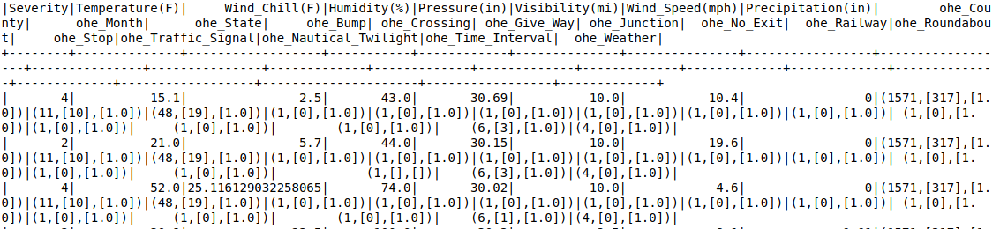 |Severity|Temperature(F)|     Wind_Chill(F)|Humidity(%)|Pressure(in)|Visibility(mi)|Wind_Speed(mph)|Precipitation(in)|         ohe_Cou
nty|       ohe_Month|       ohe_State|       ohe_Bump| ohe_Crossing| ohe_Give_Way| ohe_Junction|   ohe_No_Exit|   ohe_Railway|ohe_Roundabou
t|     ohe_Stop|ohe_Traffic_Signal|ohe_Nautical_Twilight|ohe_Time_Interval|  ohe_Weather|
+--------+--------------+------------------+-----------+------------+--------------+---------------+-----------------+----------------
---+----------------+----------------+---------------+-------------+-------------+-------------+--------------+--------------+-------------
-+-------------+------------------+---------------------+-----------------+-------------+
|       4|          15.1|               2.5|       43.0|       30.69|          10.0|           10.4|                0|(1571,[317],[1.
0])|(11,[10],[1.0])|(48,[19],[1.0])|(1,[0],[1.0])|(1,[0],[1.0])|(1,[0],[1.0])|(1,[0],[1.0])|(1,[0],[1.0])|(1,[0],[1.0])| (1,[0],[1.
0])|(1,[0],[1.0])|     (1,[0],[1.0])|        (1,[0],[1.0])|    (6,[3],[1.0])|(4,[0],[1.0])|
|       2|          21.0|               5.7|       44.0|       30.15|          10.0|           19.6|                0|(1571,[317],[1.
0])|(11,[10],[1.0])|(48,[19],[1.0])|(1,[0],[1.0])|(1,[0],[1.0])|(1,[0],[1.0])|(1,[0],[1.0])|(1,[0],[1.0])|(1,[0],[1.0])| (1,[0],[1.
0])|(1,[0],[1.0])|     (1,[0],[1.0])|            (1,[],[])|    (6,[3],[1.0])|(4,[0],[1.0])|
|       4|          52.0|25.116129032258065|       74.0|       30.02|          10.0|            4.6|                0|(1571,[317],[1.
0])|(11,[10],[1.0])|(48,[19],[1.0])|(1,[0],[1.0])|(1,[0],[1.0])|(1,[0],[1.0])|(1,[0],[1.0])|(1,[0],[1.0])|(1,[0],[1.0])| (1,[0],[1.
0])|(1,[0],[1.0])|     (1,[0],[1.0])|        (1,[0],[1.0])|    (6,[1],[1.0])|(4,[0],[1.0])|